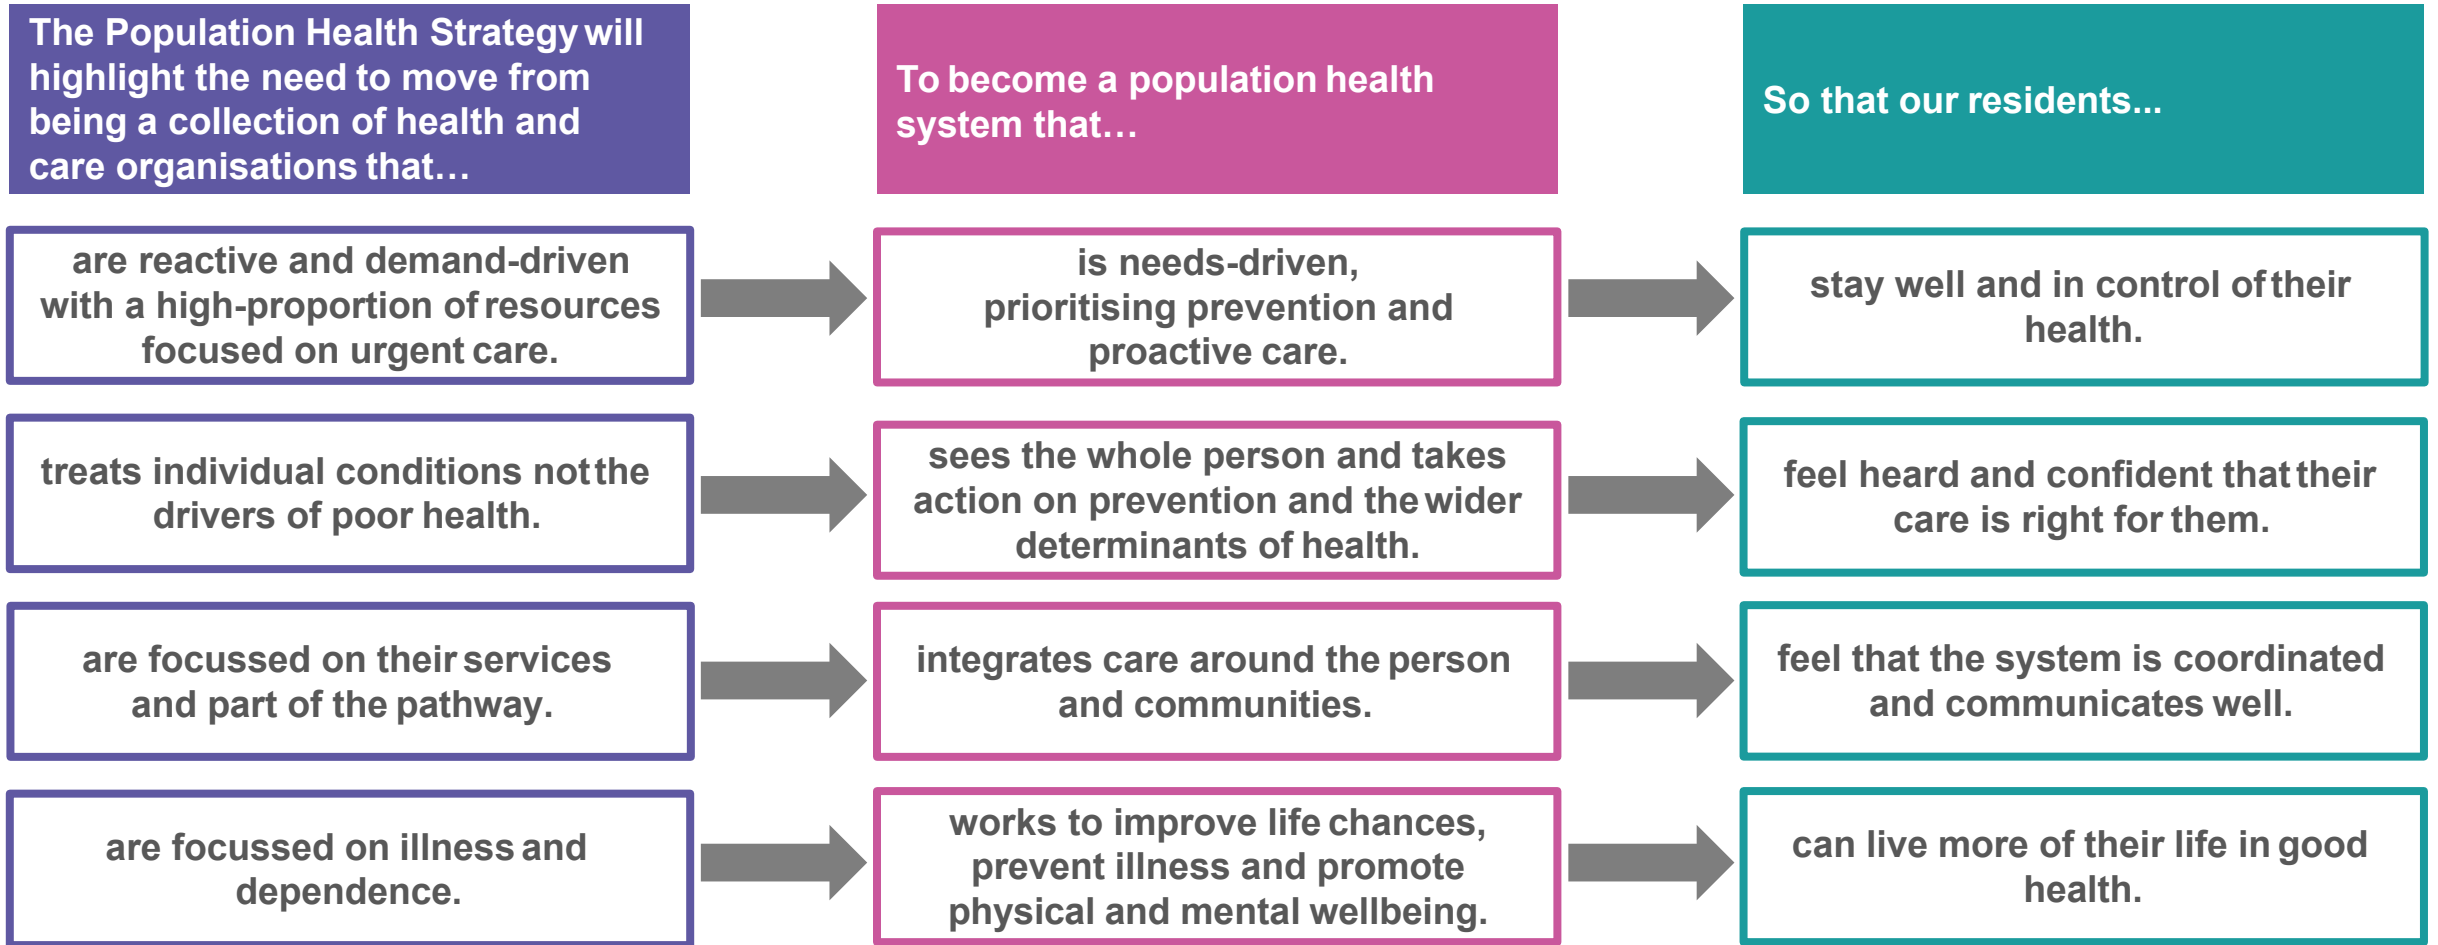 The Population Health Strategy will
highlight the need to move from
being a collection of health and
care organisations that…
To become a population health
system that…
So that our residents...
are reactive and demand-driven
with a high-proportion of resources
focused on urgent care.
is needs-driven,
prioritising prevention and
proactive care.
stay well and in control of their
health.
treats individual conditions not the
drivers of poor health.
sees the whole person and takes
action on prevention and the wider
determinants of health.
feel heard and confident that their
care is right for them.
are focussed on their services
and part of the pathway.
integrates care around the person
and communities.
feel that the system is coordinated
and communicates well.
are focussed on illness and
dependence.
works to improve life chances,
prevent illness and promote
physical and mental wellbeing.
can live more of their life in good
health.